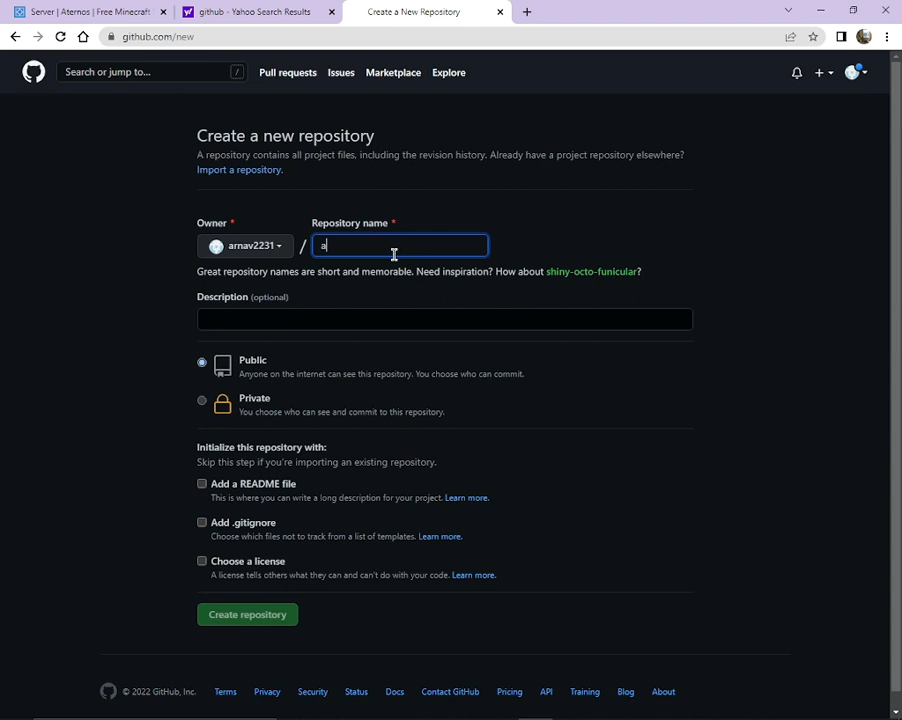 Server | Aternos | Free Minecraft
github - Yahoo Search Results
Create a New Repository
github.com/new
Search or jump to...
/
Pull requests
Issues
Marketplace
Explore
Create a new repository
A repository contains all project files, including the revision history. Already have a project repository elsewhere?
Import a repository.
Owner *
Repository name *
arnav2231
/
a
Great repository names are short and memorable. Need inspiration? How about shiny-octo-funicular?
Description (optional)
Public
Anyone on the internet can see this repository. You choose who can commit.
Private
You choose who can see and commit to this repository.
Initialize this repository with:
Skip this step if you're importing an existing repository.
Add a README file
This is where you can write a long description for your project. Learn more.
Add .gitignore
Choose which files not to track from a list of templates. Learn more.
Choose a license
A license tells others what they can and can't do with your code. Learn more.
Create repository
© 2022 GitHub, Inc.
Terms
Privacy
Security
Status
Docs
Contact GitHub
Pricing
API
Training
Blog
About